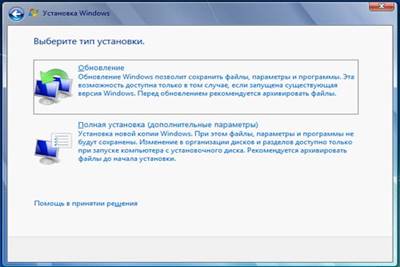 Установка Windows
Выберите тип установки.
Обновление
Обновление Windows позволит сохранить файлы, параметры и программы. Эта
возможность доступна только в том случае, если запущена существующая
версия Windows. Перед обновлением рекомендуется архивировать файлы.
Полная установка (дополнительные параметры)
Установка новой копии Windows. При этом файлы, параметры и программы не
будут сохранены. Изменение в организации дисков и разделов доступно только
при запуске компьютера с установочного диска. Рекомендуется архивировать
файлы до начала установки.
Помощь в принятии решения